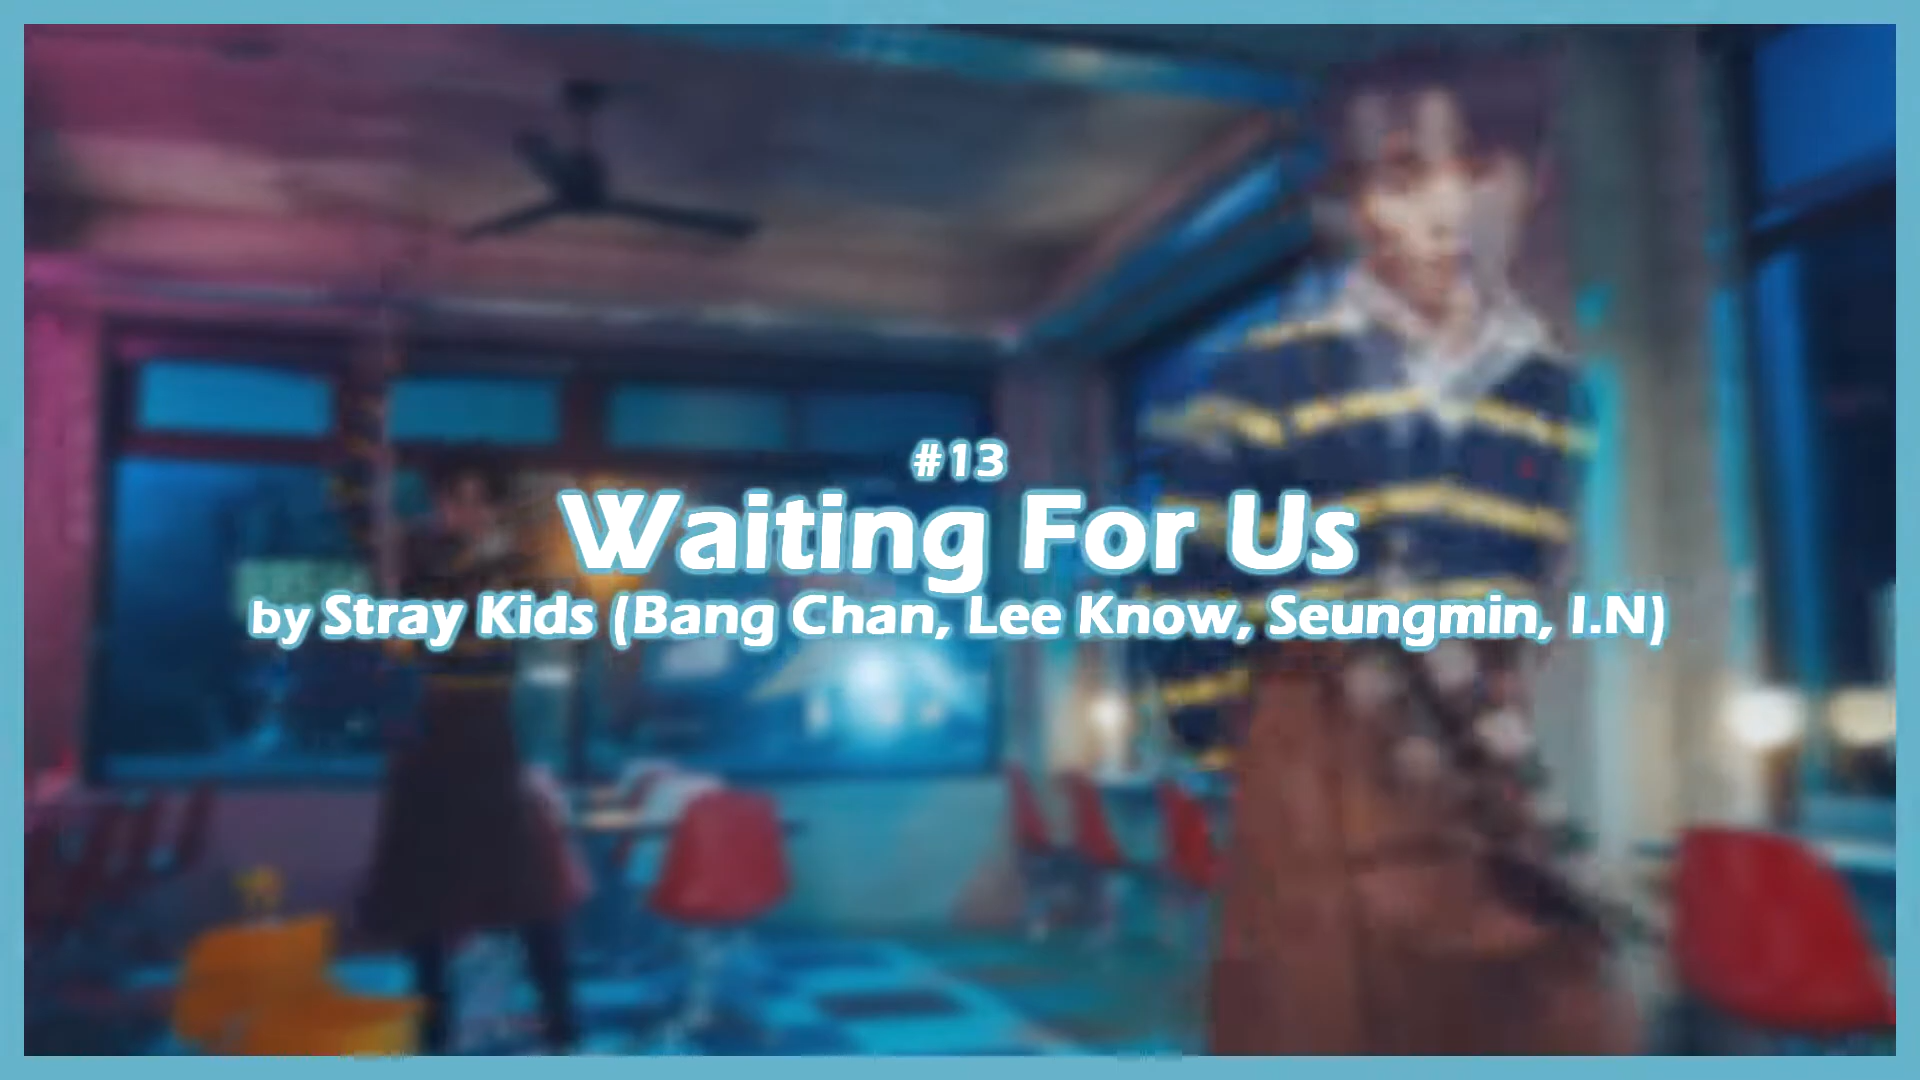 #13
Waiting For Us
by Stray Kids (Bang Chan, Lee Know, Seungmin, I.N)